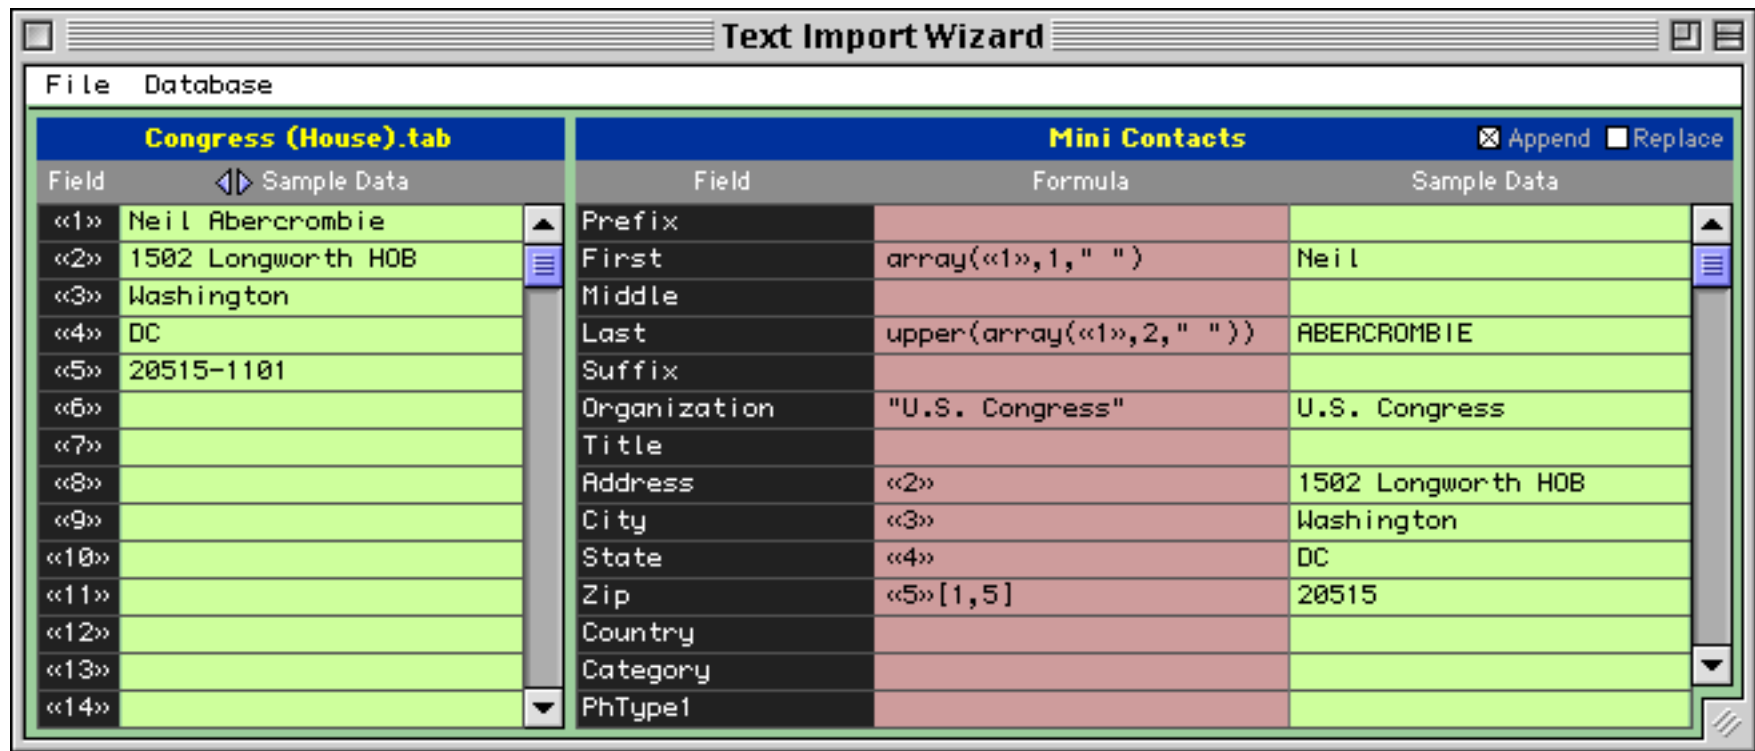 Text Import Wizard
File Database
Congress (House).tab Mini Contacts Append Replace
Field Sample Data Field Formula Sample Data
«1» Neil Abercrombie Prefix
«2» 1502 Longworth HOB First array(«1»,1," ") Neil
«3» Washington Middle
«4» DC Last upper(array(«1»,2," ")) ABERCROMBIE
«5» 20515-1101 Suffix
«6» Organization "U.S. Congress" U.S. Congress
«7» Title
«8» Address «2» 1502 Longworth HOB
«9» City «3» Washington
«10» State «4» DC
«11» Zip «5»[1,5] 20515
«12» Country
«13» Category
«14» PhType1